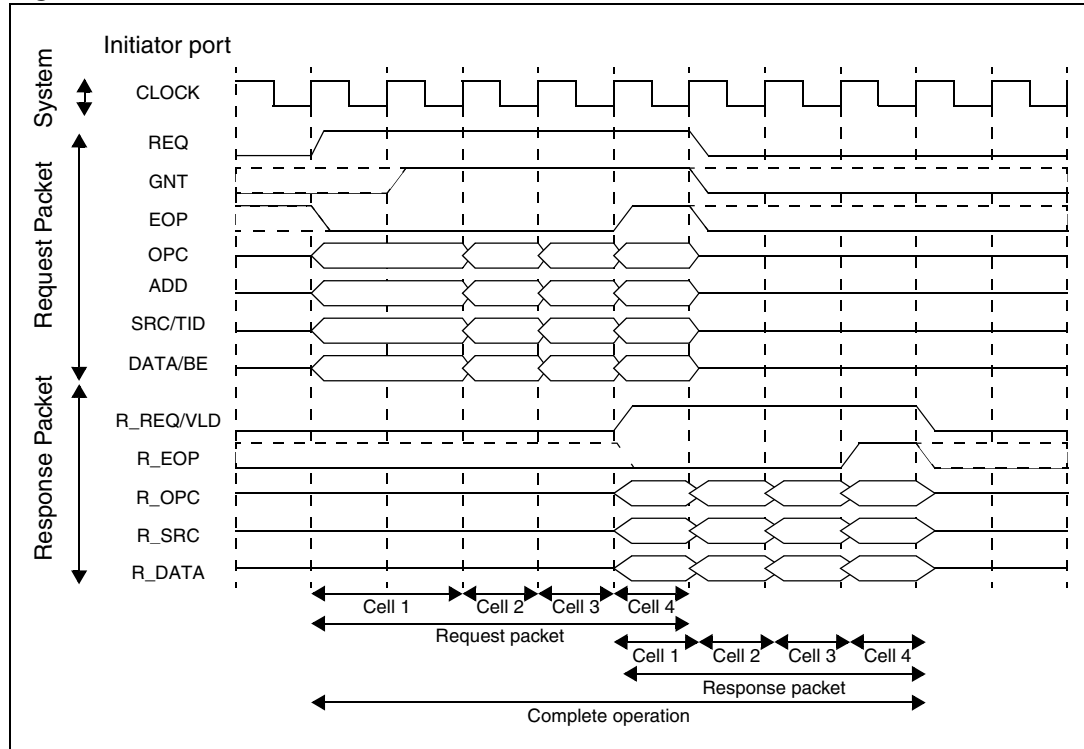 Initiator port
System
CLOCK
Request Packet
REQ
GNT
EOP
OPC
ADD
SRC/TID
DATA/BE
Response Packet
R_REQ/VLD
R_EOP
R_OPC
R_SRC
R_DATA
Cell 1 Cell 2 Cell 3 Cell 4
Request packet
Cell 1 Cell 2 Cell 3 Cell 4
Response packet
Complete operation